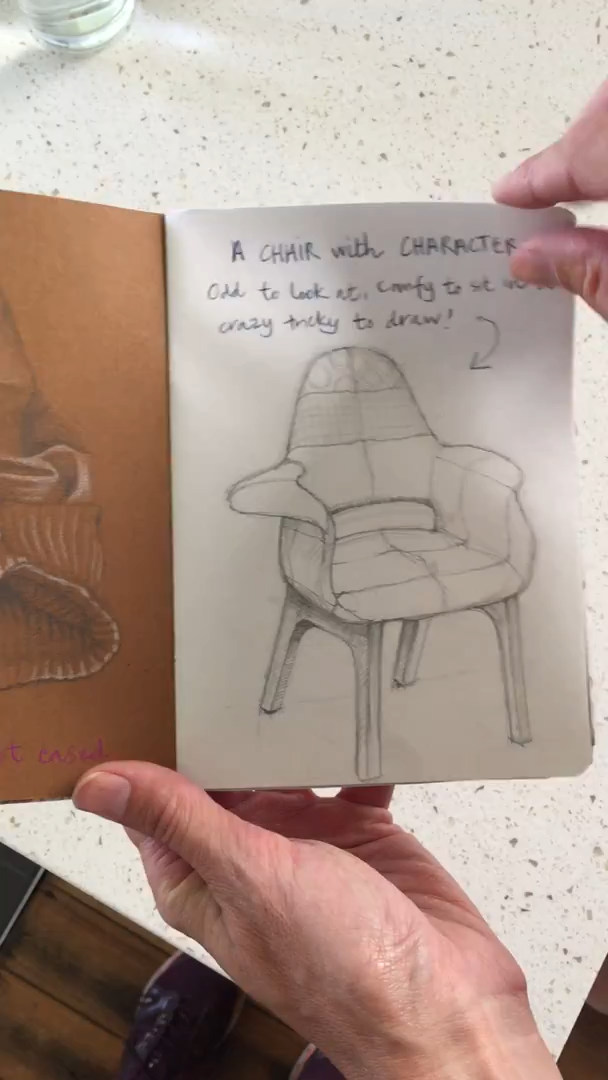 A CHAIR with CHARACTER
Odd to look at, comfy to sit
crazy tricky to draw!